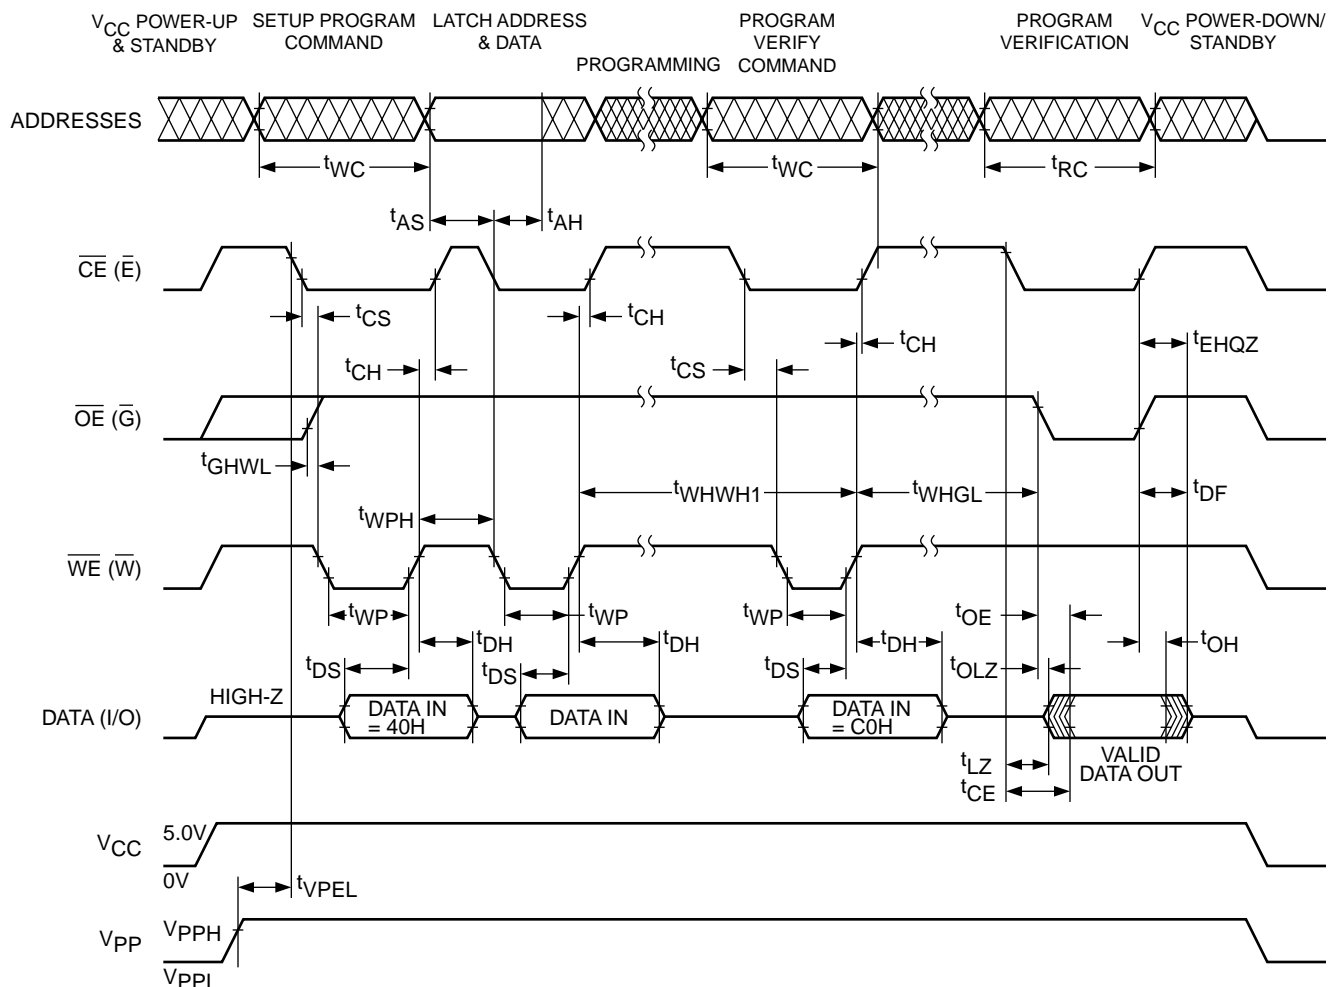 VCC POWER-UP
& STANDBY
SETUP PROGRAM
COMMAND
LATCH ADDRESS
& DATA
PROGRAMMING
PROGRAM
VERIFY
COMMAND
PROGRAM
VERIFICATION
VCC POWER-DOWN/
STANDBY
ADDRESSES
tWC
tWC
tRC
tAS
tAH
CE (E)
tCS
tCH
tCH
tCS
tCH
tEHQZ
OE (G)
tGHWL
tWPH
tWHWH1
tWHGL
tDF
WE (W)
tWP
tWP
tWP
tOE
tDH
tDH
tDH
tOH
tDS
tDS
tDS
tOLZ
DATA (I/O)
HIGH-Z
DATA IN
= 40H
DATA IN
DATA IN
= C0H
VALID
DATA OUT
tLZ
tCE
VCC
5.0V
0V
tVPEL
VPP
VPPH
VPPL